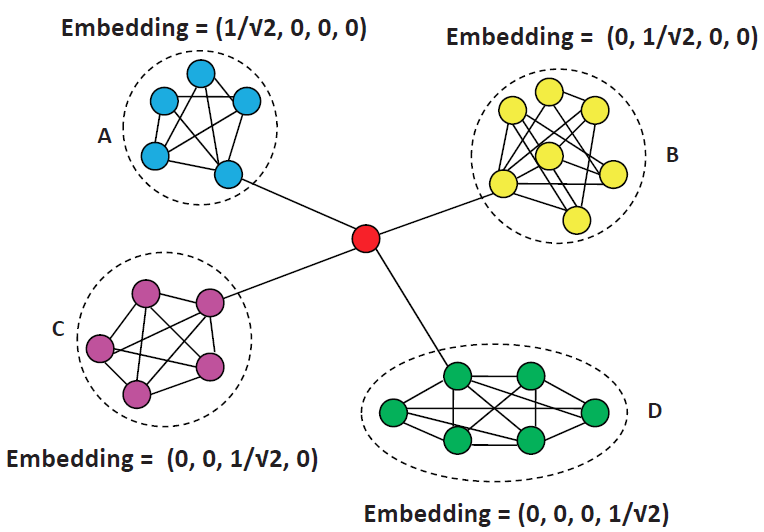 Embedding = (1/√2, 0, 0, 0)
Embedding = (0, 1/√2, 0, 0)
A
B
C
D
Embedding = (0, 0, 1/√2, 0)
Embedding = (0, 0, 0, 1/√2)